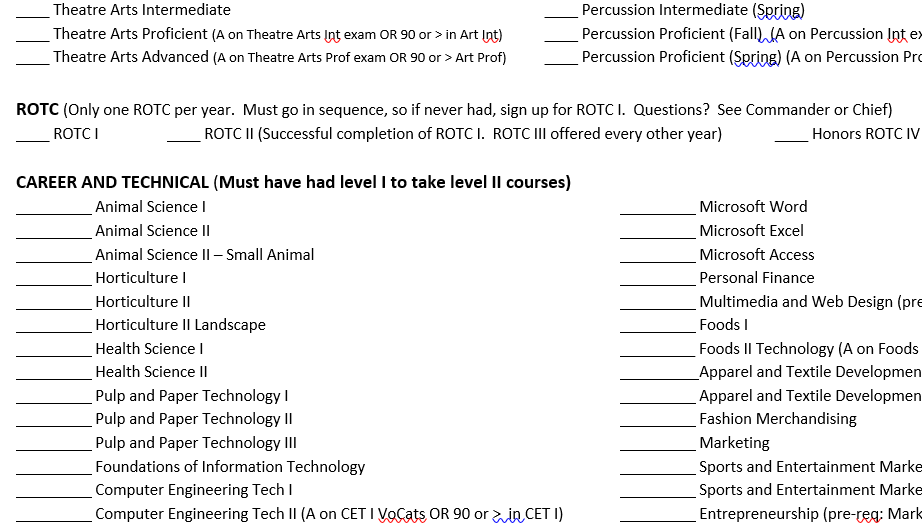 ____ Theatre Arts Intermediate ____ Percussion Intermediate (Spring)
____ Theatre Arts Proficient (A on Theatre Arts Int exam OR 90 or > in Art Int) ____ Percussion Proficient (Fall) (A on Percussion Int ex
____ Theatre Arts Advanced (A on Theatre Arts Prof exam OR 90 or > Art Prof) ____ Percussion Proficient (Spring) (A on Percussion Pro
ROTC (Only one ROTC per year. Must go in sequence, so if never had, sign up for ROTC I. Questions? See Commander or Chief)
____ ROTC I ____ ROTC II (Successful completion of ROTC I. ROTC III offered every other year) ____ Honors ROTC IV
CAREER AND TECHNICAL (Must have had level I to take level II courses)
_________ Animal Science I _________ Microsoft Word
_________ Animal Science II _________ Microsoft Excel
_________ Animal Science II – Small Animal _________ Microsoft Access
_________ Horticulture I _________ Personal Finance
_________ Horticulture II _________ Multimedia and Web Design (pre
_________ Horticulture II Landscape _________ Foods I
_________ Health Science I _________ Foods II Technology (A on Foods
_________ Health Science II _________Apparel and Textile Developmen
_________ Pulp and Paper Technology I _________ Apparel and Textile Developmen
_________ Pulp and Paper Technology II _________ Fashion Merchandising
_________ Pulp and Paper Technology III _________ Marketing
_________ Foundations of Information Technology _________ Sports and Entertainment Marke
_________ Computer Engineering Tech I _________ Sports and Entertainment Marke
_________ Computer Engineering Tech II (A on CET I VoCats OR 90 or > in CET I) _________ Entrepreneurship (pre-req: Mark